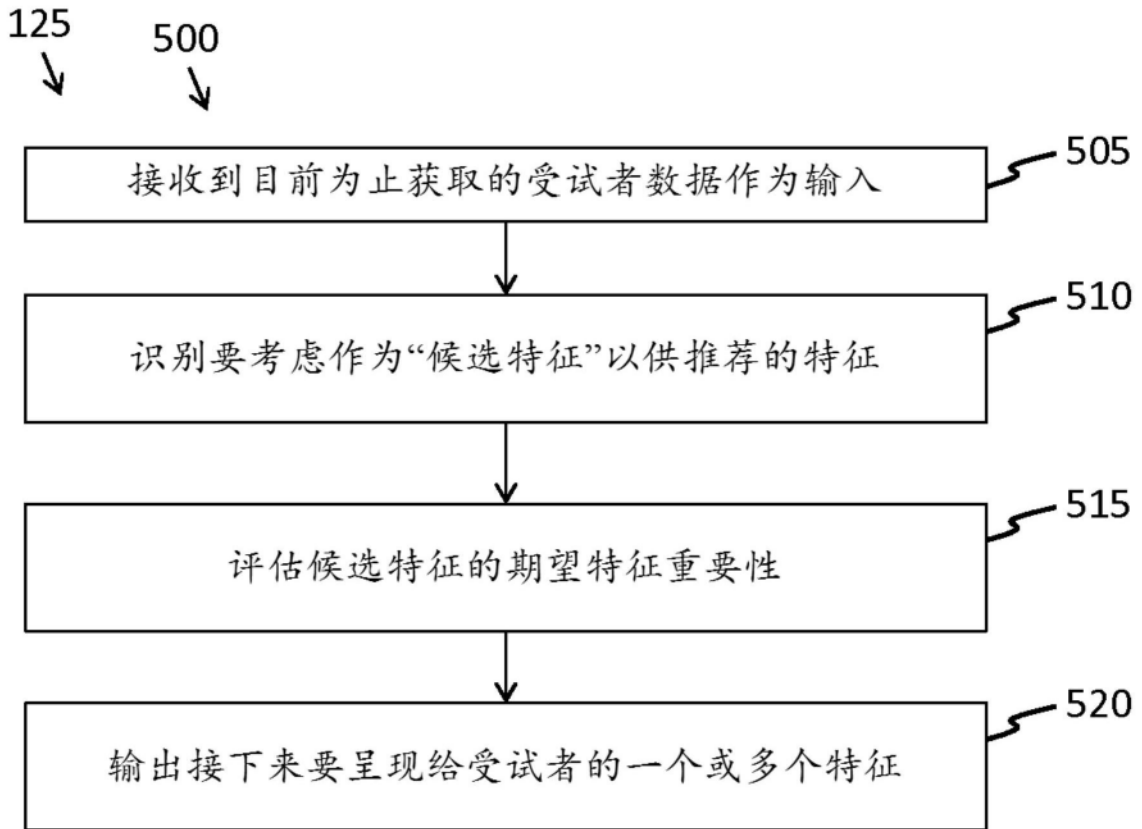 125
500
接收到目前为止获取的受试者数据作为输入
505
识别要考虑作为“候选特征”以供推荐的特征
510
评估候选特征的期望特征重要性
515
输出接下来要呈现给受试者的一个或多个特征
520